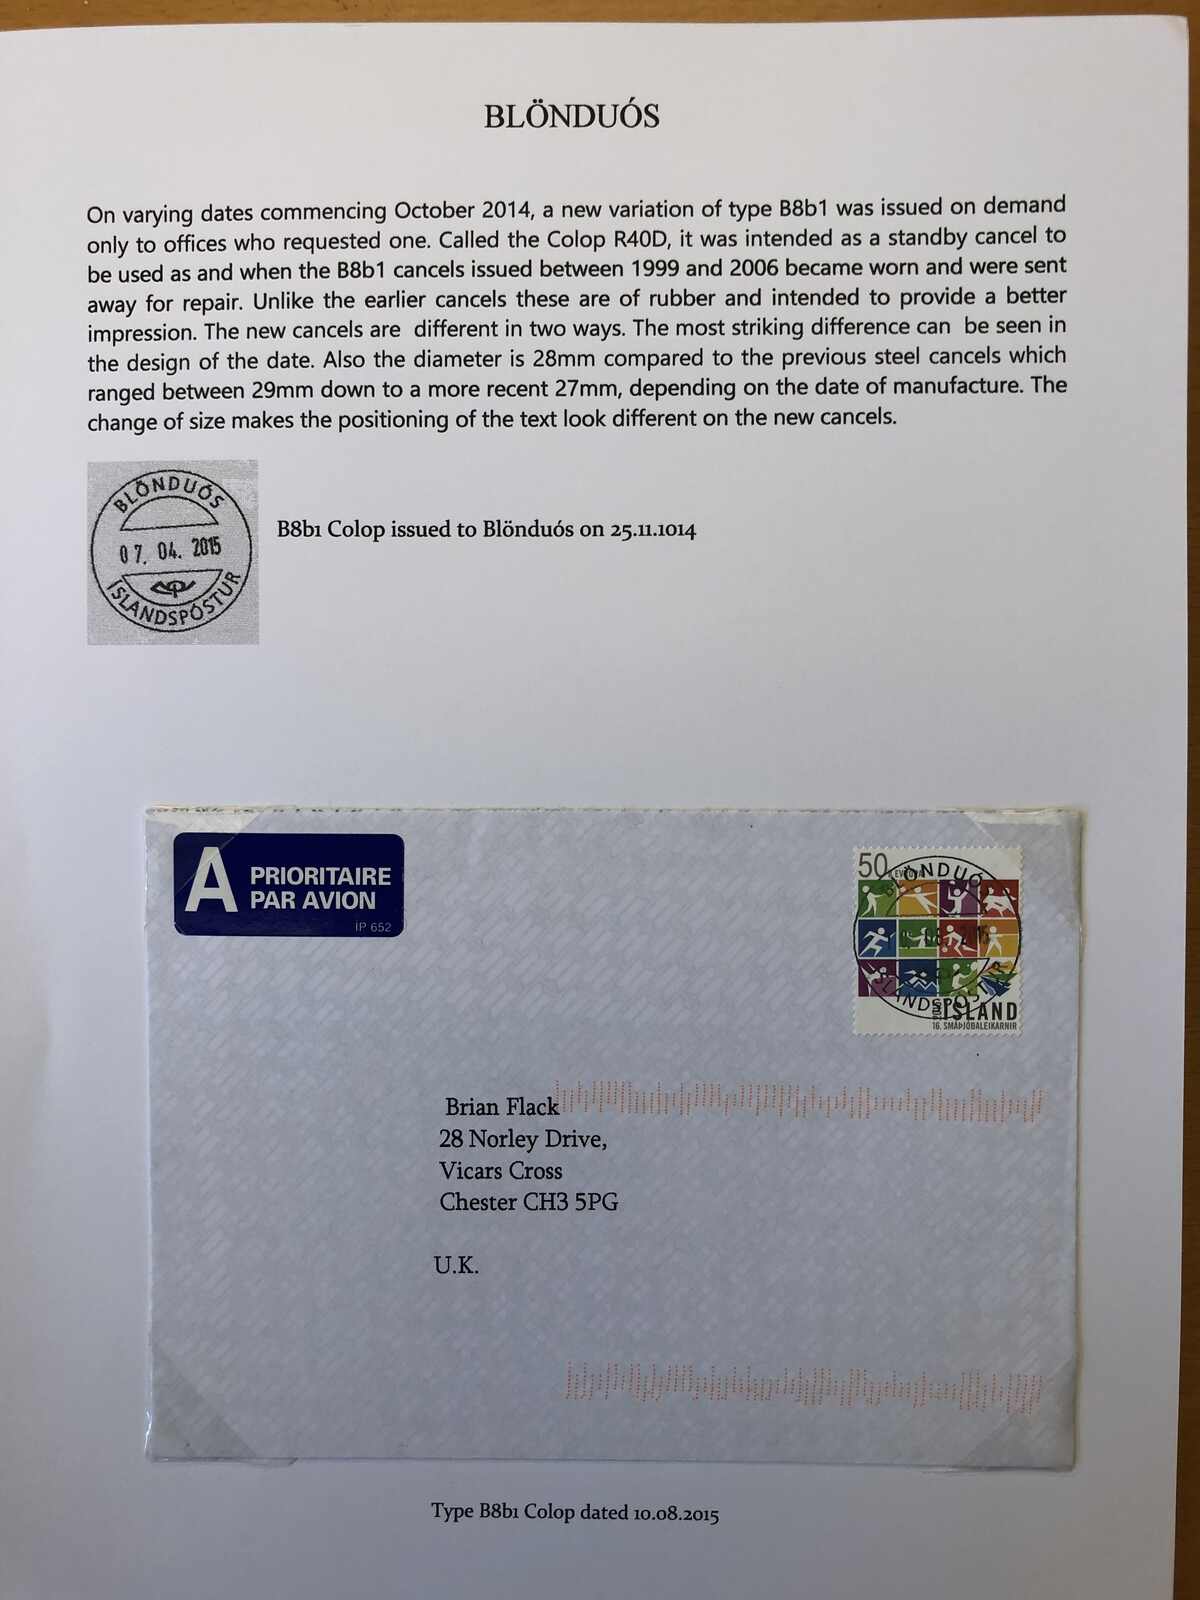 BLÖNDUÓS
On varying dates commencing October 2014, a new variation of type B8b1 was issued on demand
only to offices who requested one. Called the Colop R40D, it was intended as a standby cancel to
be used as and when the B8b1 cancels issued between 1999 and 2006 became worn and were sent
away for repair. Unlike the earlier cancels these are of rubber and intended to provide a better
impression. The new cancels are different in two ways. The most striking difference can be seen in
the design of the date. Also the diameter is 28mm compared to the previous steel cancels which
ranged between 29mm down to a more recent 27mm, depending on the date of manufacture. The
change of size makes the positioning of the text look different on the new cancels.
BLÖNDUÓS
07. 04. 2015
ÍSLANDSPÓSTUR
B8b1 Colop issued to Blönduós on 25.11.1014
A PRIORITAIRE
PAR AVION
IP 652
50
BLÖNDUÓS
2015
ÍSLANDSPÓSTUR
ÍSLAND
16. SMÁÞJÓÐALEIKARNIR
Brian Flack
28 Norley Drive,
Vicars Cross
Chester CH3 5PG
U.K.
Type B8b1 Colop dated 10.08.2015